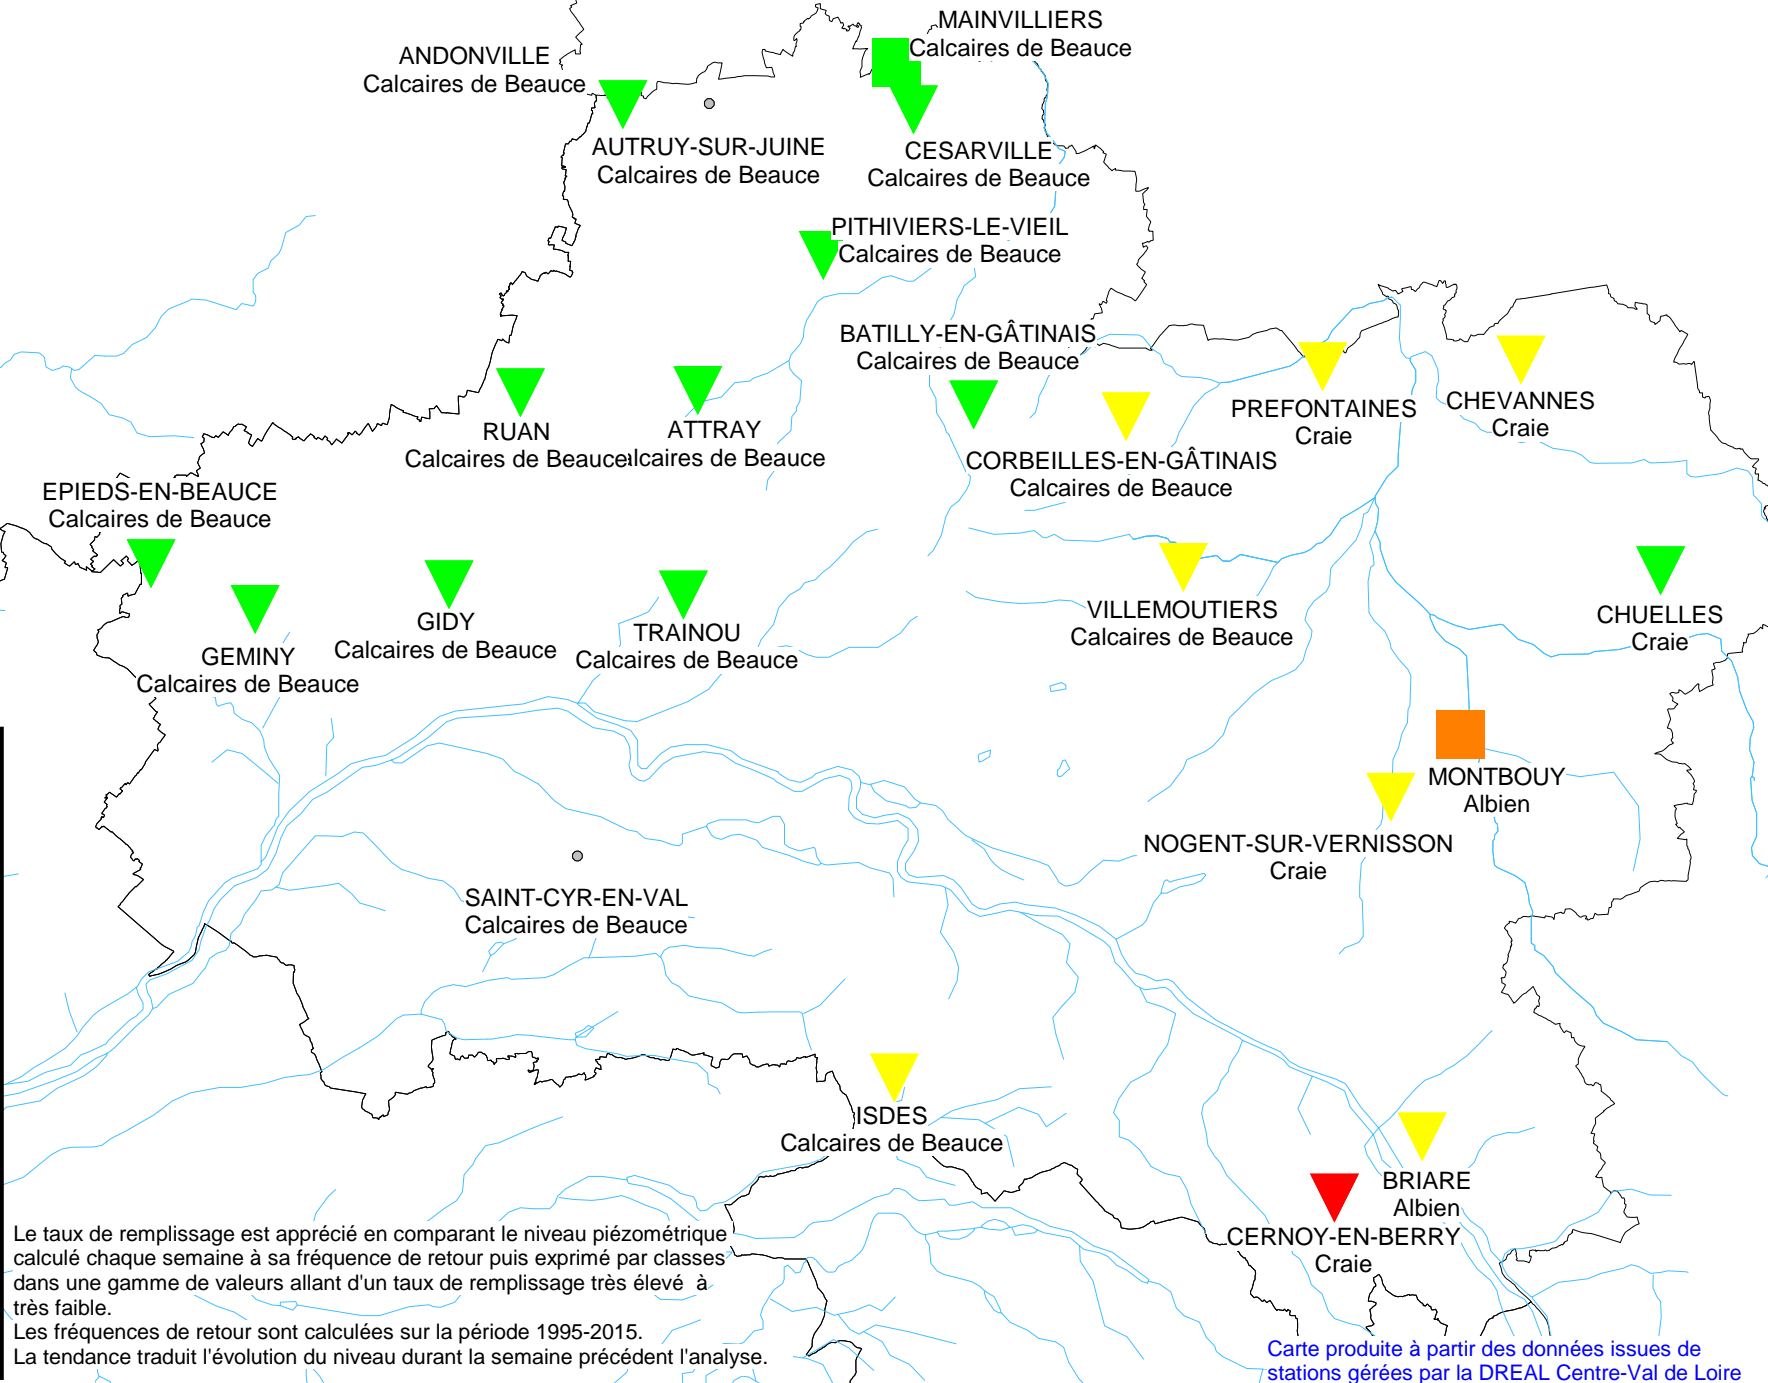 MAINVILLIERS
Calcaires de Beauce
ANDONVILLE
Calcaires de Beauce
AUTRUY-SUR-JUINE
Calcaires de Beauce
CESARVILLE
Calcaires de Beauce
PITHIVIERS-LE-VIEIL
Calcaires de Beauce
BATILLY-EN-GÂTINAIS
Calcaires de Beauce
PREFONTAINES
Craie
CHEVANNES
Craie
RUAN
Calcaires de Beauce
ATTRAY
alcaires de Beauce
CORBEILLES-EN-GÂTINAIS
Calcaires de Beauce
EPIEDS-EN-BEAUCE
Calcaires de Beauce
GEMINY
Calcaires de Beauce
GIDY
Calcaires de Beauce
TRAINOU
Calcaires de Beauce
VILLEMOUTIERS
Calcaires de Beauce
CHUELLES
Craie
MONTBOUY
Albien
NOGENT-SUR-VERNISSON
Craie
SAINT-CYR-EN-VAL
Calcaires de Beauce
ISDES
Calcaires de Beauce
BRIARE
Albien
CERNOY-EN-BERRY
Craie
Le taux de remplissage est apprécié en comparant le niveau piézométrique
calculé chaque semaine à sa fréquence de retour puis exprimé par classes
dans une gamme de valeurs allant d'un taux de remplissage très élevé à
très faible.
Les fréquences de retour sont calculées sur la période 1995-2015.
La tendance traduit l'évolution du niveau durant la semaine précédent l'analyse.
Carte produite à partir des données issues de
stations gérées par la DREAL Centre-Val de Loire